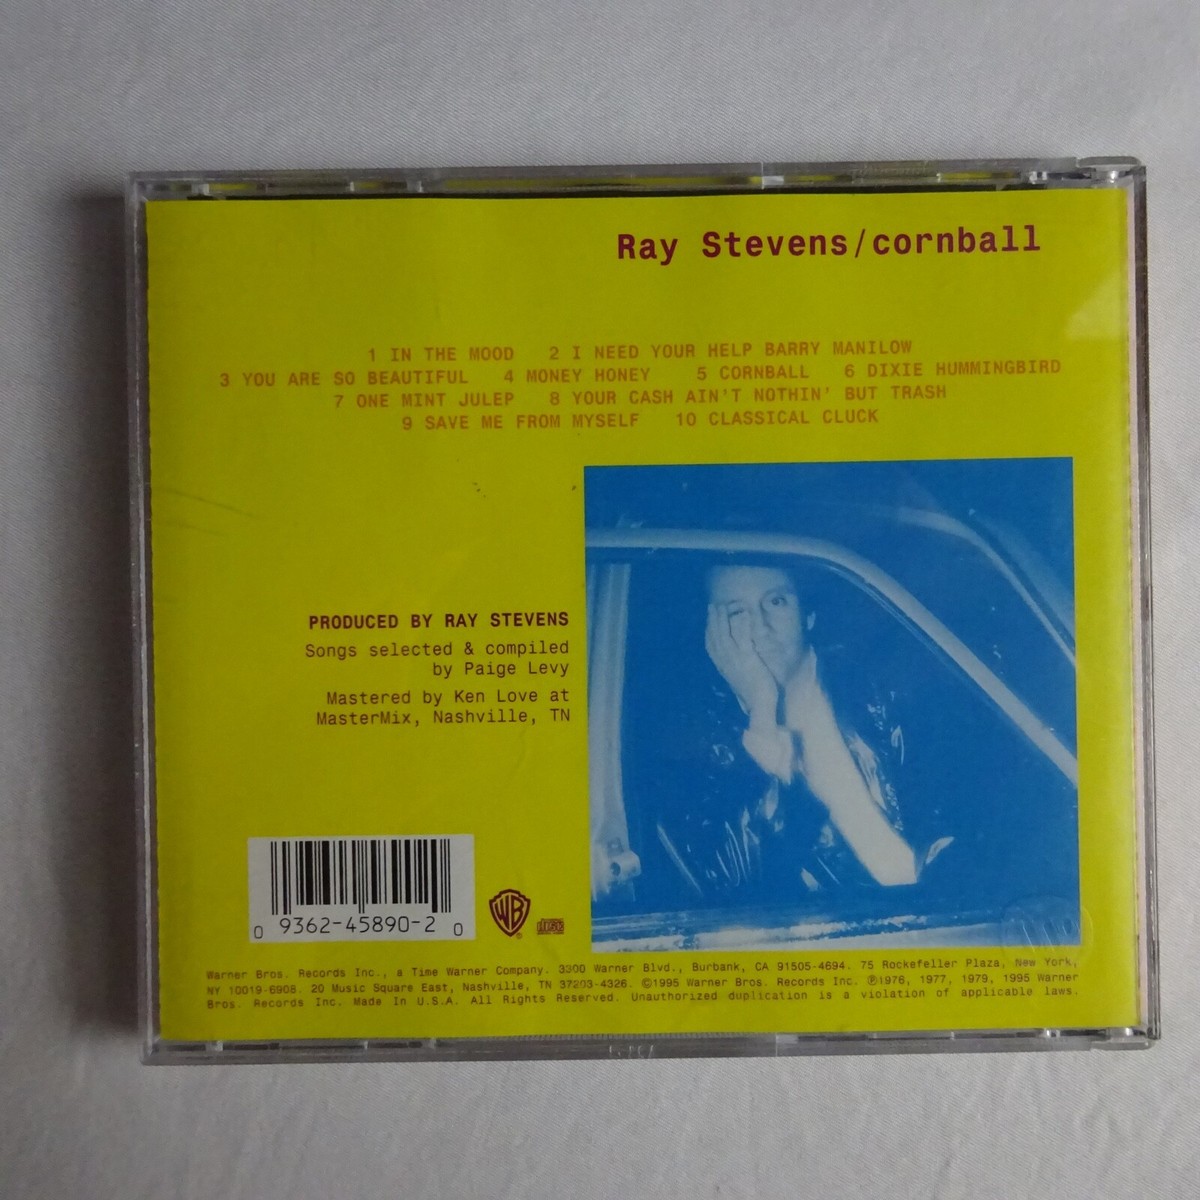 Ray Stevens/cornball
1 IN THE MOOD 2 I NEED YOUR HELP BARRY MANILOW
3 YOU ARE SO BEAUTIFUL 4 MONEY HONEY 5 CORNBALL 6 DIXIE HUMMINGBIRD
7 ONE MINT JULEP 8 YOUR CASH AIN'T NOTHIN' BUT TRASH
9 SAVE ME FROM MYSELF 10 CLASSICAL CLUCK
PRODUCED BY RAY STEVENS
Songs selected & compiled
by Paige Levy
Mastered by Ken Love at
MasterMix, Nashville, TN
0 9362-45890-2 0
WB
Warner Bros. Records Inc., a Time Warner Company. 3300 Warner Blvd., Burbank, CA 91505-4694. 75 Rockefeller Plaza, New York,
NY 10019-6908. 20 Music Square East, Nashville, TN 37203-4326. ©1995 Warner Bros. Records Inc. ℗1976, 1977, 1979, 1995 Warner
Bros. Records Inc. Made In U.S.A. All Rights Reserved. Unauthorized duplication is a violation of applicable laws.